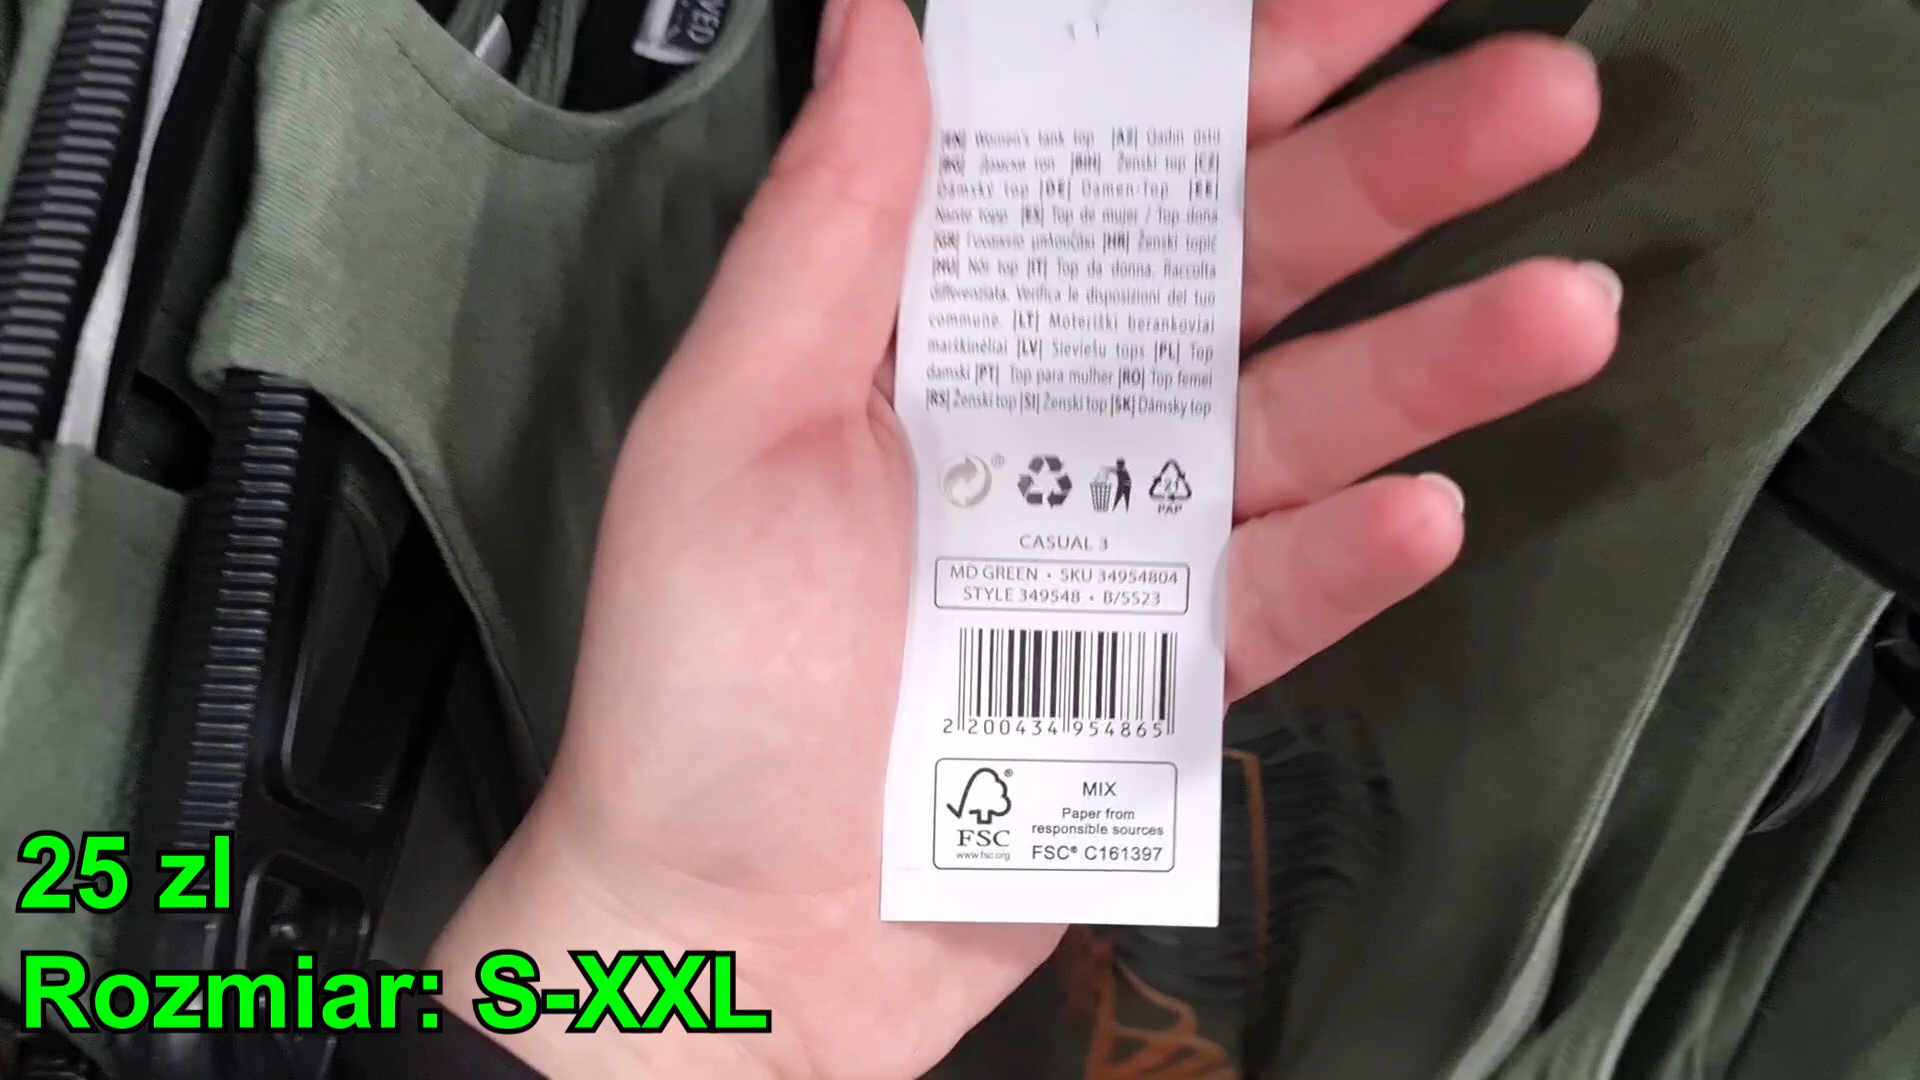 VED
|EN| Women's tank top |AZ| Qadın üstü
|BG| Дамски топ |BIH| Ženski top |CZ|
Dámský top |DE| Damen-Top |EE|
Naiste topp |ES| Top de mujer / Top dona
|GR| Γυναικείο μπλουζάκι |HR| Ženski topić
|HU| Női top |IT| Top da donna. Raccolta
differenziata. Verifica le disposizioni del tuo
commune. |LT| Moteriški berankoviai
marškinėliai |LV| Sieviešu tops |PL| Top
damski |PT| Top para mulher |RO| Top femei
|RS| Ženski top |SI| Ženski top |SK| Dámsky top
21
PAP
CASUAL 3
MD GREEN • SKU 34954804
STYLE 349548 • B/5523
2 200434 954865
FSC
www.fsc.org
MIX
Paper from
responsible sources
FSC® C161397
25 zl
Rozmiar: S-XXL